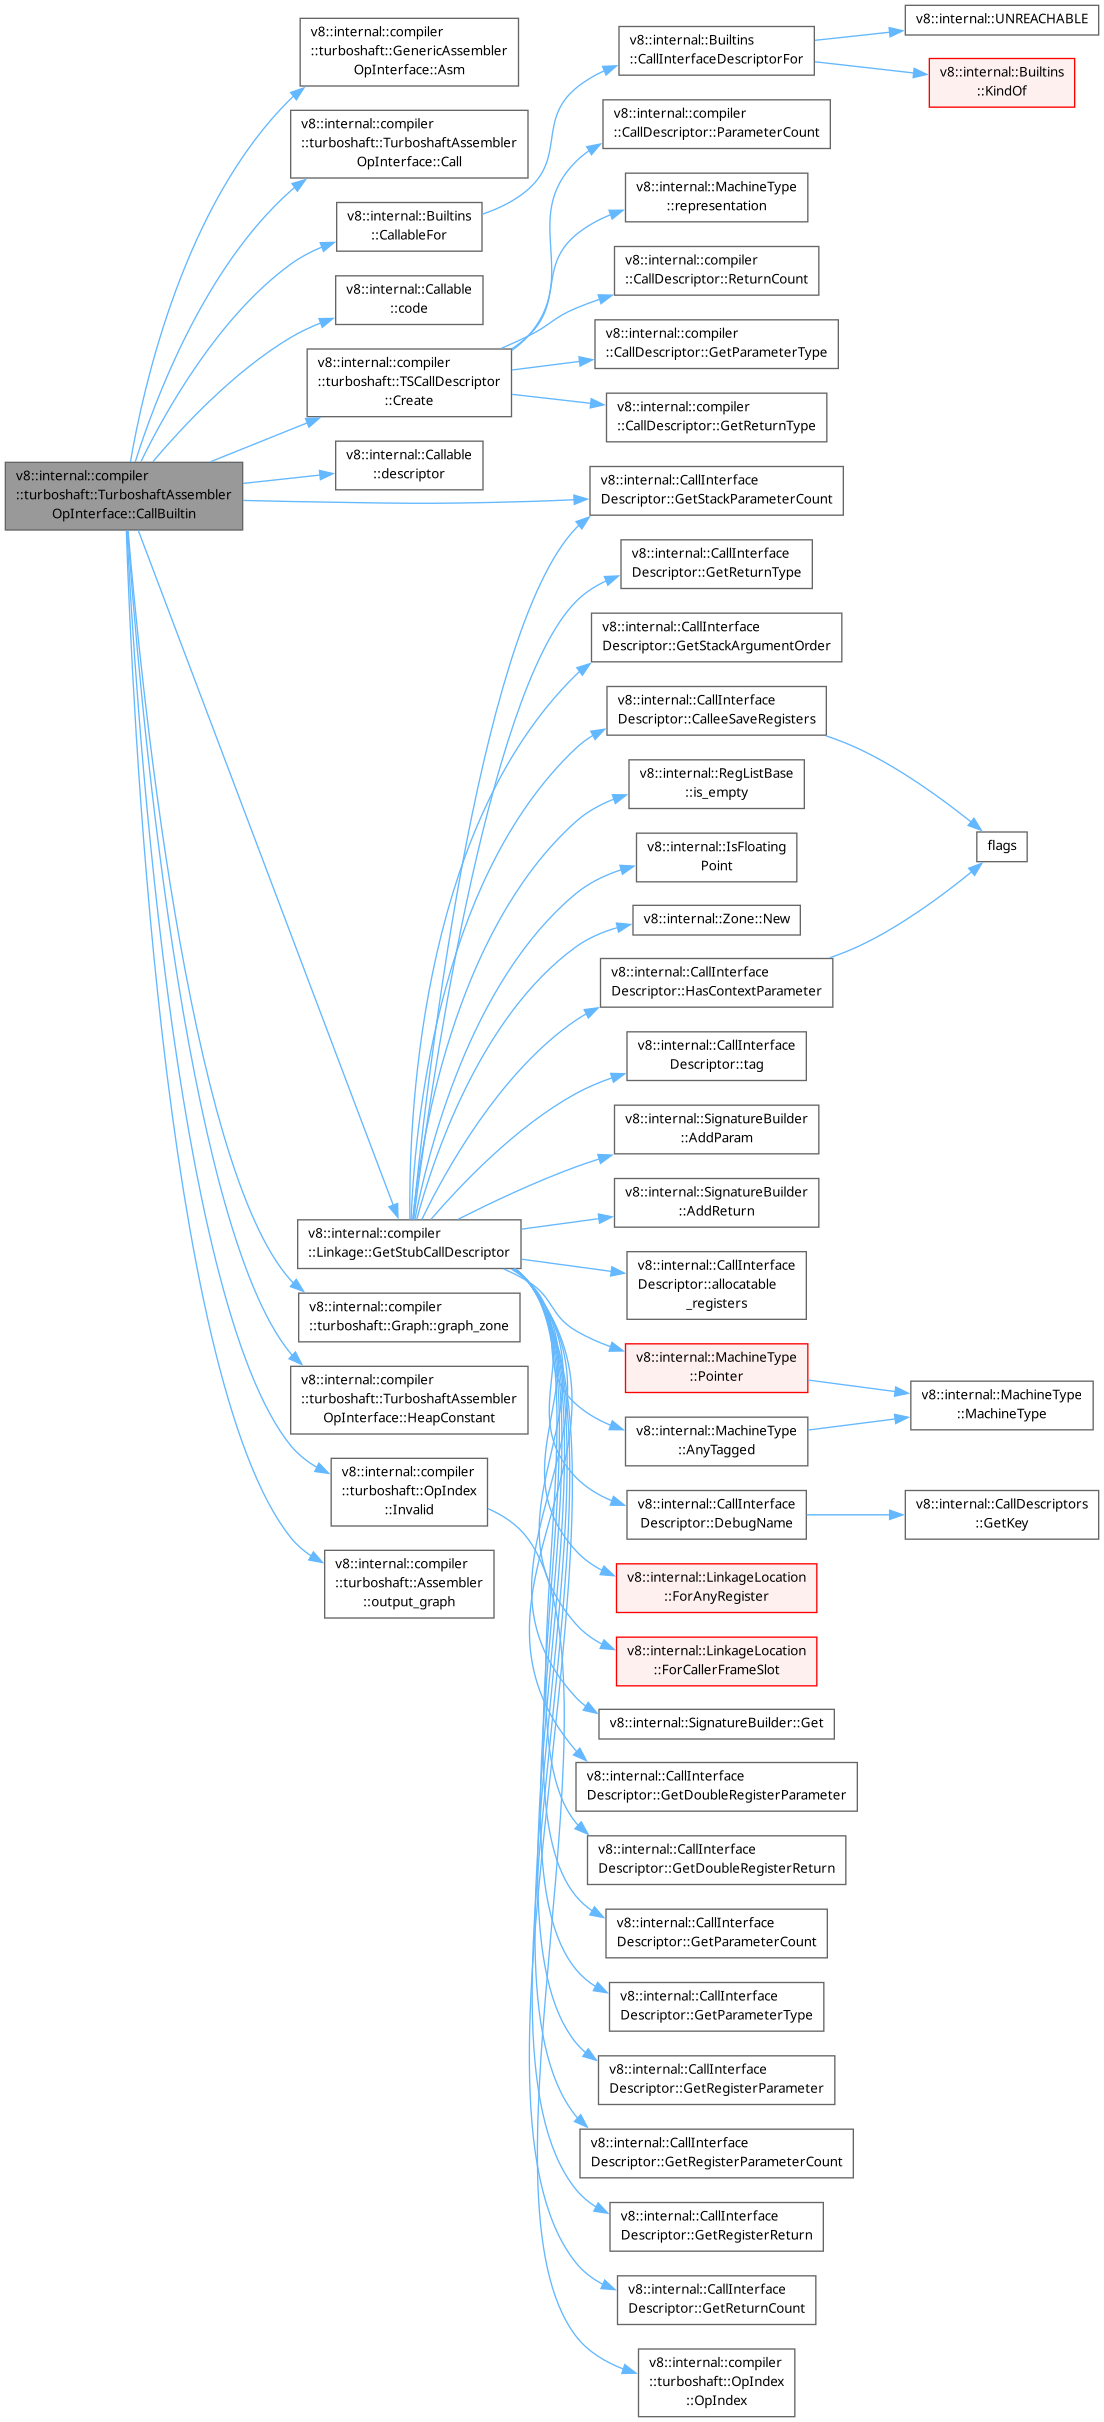 v8::internal::compiler
::turboshaft::TurboshaftAssembler
OpInterface::CallBuiltin
v8::internal::compiler
::turboshaft::GenericAssembler
OpInterface::Asm
v8::internal::compiler
::turboshaft::TurboshaftAssembler
OpInterface::Call
v8::internal::Builtins
::CallableFor
v8::internal::Callable
::code
v8::internal::compiler
::turboshaft::TSCallDescriptor
::Create
v8::internal::Callable
::descriptor
v8::internal::compiler
::Linkage::GetStubCallDescriptor
v8::internal::compiler
::turboshaft::Graph::graph_zone
v8::internal::compiler
::turboshaft::TurboshaftAssembler
OpInterface::HeapConstant
v8::internal::compiler
::turboshaft::OpIndex
::Invalid
v8::internal::compiler
::turboshaft::Assembler
::output_graph
v8::internal::Builtins
::CallInterfaceDescriptorFor
v8::internal::compiler
::CallDescriptor::ParameterCount
v8::internal::MachineType
::representation
v8::internal::compiler
::CallDescriptor::ReturnCount
v8::internal::compiler
::CallDescriptor::GetParameterType
v8::internal::compiler
::CallDescriptor::GetReturnType
v8::internal::CallInterface
Descriptor::GetStackParameterCount
v8::internal::CallInterface
Descriptor::GetReturnType
v8::internal::CallInterface
Descriptor::GetStackArgumentOrder
v8::internal::CallInterface
Descriptor::CalleeSaveRegisters
v8::internal::RegListBase
::is_empty
v8::internal::IsFloating
Point
v8::internal::Zone::New
v8::internal::CallInterface
Descriptor::HasContextParameter
v8::internal::CallInterface
Descriptor::tag
v8::internal::SignatureBuilder
::AddParam
v8::internal::SignatureBuilder
::AddReturn
v8::internal::CallInterface
Descriptor::allocatable
_registers
v8::internal::MachineType
::Pointer
v8::internal::MachineType
::AnyTagged
v8::internal::CallInterface
Descriptor::DebugName
v8::internal::LinkageLocation
::ForAnyRegister
v8::internal::LinkageLocation
::ForCallerFrameSlot
v8::internal::SignatureBuilder::Get
v8::internal::CallInterface
Descriptor::GetDoubleRegisterParameter
v8::internal::CallInterface
Descriptor::GetDoubleRegisterReturn
v8::internal::CallInterface
Descriptor::GetParameterCount
v8::internal::CallInterface
Descriptor::GetParameterType
v8::internal::CallInterface
Descriptor::GetRegisterParameter
v8::internal::CallInterface
Descriptor::GetRegisterParameterCount
v8::internal::CallInterface
Descriptor::GetRegisterReturn
v8::internal::CallInterface
Descriptor::GetReturnCount
v8::internal::compiler
::turboshaft::OpIndex
::OpIndex
v8::internal::UNREACHABLE
v8::internal::Builtins
::KindOf
flags
v8::internal::MachineType
::MachineType
v8::internal::CallDescriptors
::GetKey